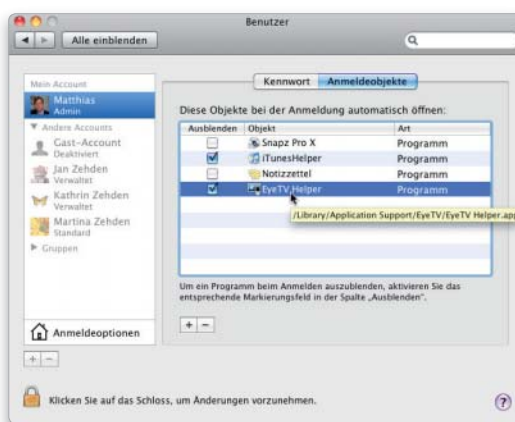 Benutzer
Alle einblenden
Mein Account
Matthias
Admin
Andere Accounts
Gast-Account
Deaktiviert
Jan Zehden
Verwaltet
Kathrin Zehden
Verwaltet
Martina Zehden
Standard
Gruppen
Anmeldeoptionen
+ −
Kennwort Anmeldeobjekte
Diese Objekte bei der Anmeldung automatisch öffnen:
Ausblenden Objekt Art
Snapz Pro X Programm
iTunesHelper Programm
Notizzettel Programm
EyeTV Helper Programm
/Library/Application Support/EyeTV/EyeTV Helper.app
Um ein Programm beim Anmelden auszublenden, aktivieren Sie das
entsprechende Markierungsfeld in der Spalte „Ausblenden“.
+ −
Klicken Sie auf das Schloss, um Änderungen vorzunehmen.
?